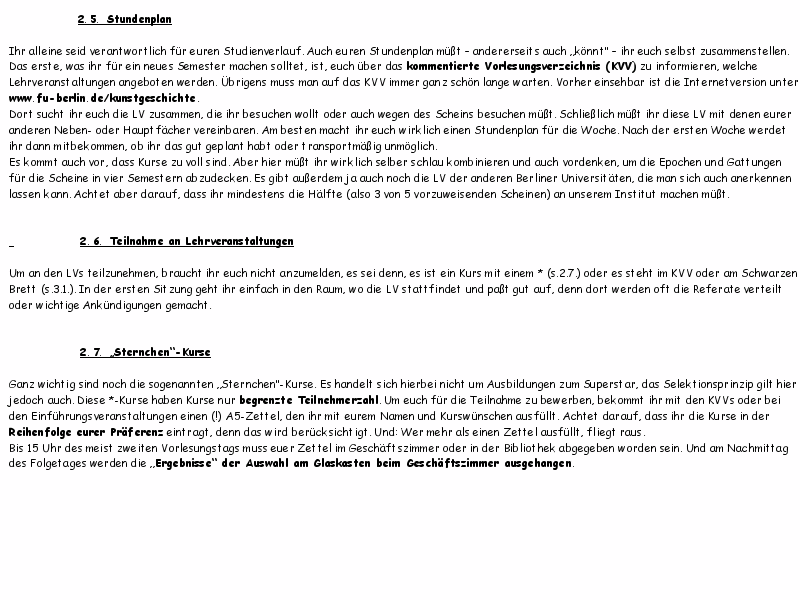 2. 5. Stundenplan
Ihr alleine seid verantwortlich für euren Studienverlauf. Auch euren Stundenplan müßt – andererseits auch „könnt" – ihr euch selbst zusammenstellen.
Das erste, was ihr für ein neues Semester machen solltet, ist, euch über das kommentierte Vorlesungsverzeichnis (KVV) zu informieren, welche
Lehrveranstaltungen angeboten werden. Übrigens muss man auf das KVV immer ganz schön lange warten. Vorher einsehbar ist die Internetversion unter
www.fu-berlin.de/kunstgeschichte.
Dort sucht ihr euch die LV zusammen, die ihr besuchen wollt oder auch wegen des Scheins besuchen müßt. Schließlich müßt ihr diese LV mit denen eurer
anderen Neben- oder Hauptfächer vereinbaren. Am besten macht ihr euch wirklich einen Stundenplan für die Woche. Nach der ersten Woche werdet
ihr dann mitbekommen, ob ihr das gut geplant habt oder transportmäßig unmöglich.
Es kommt auch vor, dass Kurse zu voll sind. Aber hier müßt ihr wirklich selber schlau kombinieren und auch vordenken, um die Epochen und Gattungen
für die Scheine in vier Semestern abzudecken. Es gibt außerdem ja auch noch die LV der anderen Berliner Universitäten, die man sich auch anerkennen
lassen kann. Achtet aber darauf, dass ihr mindestens die Hälfte (also 3 von 5 vorzuweisenden Scheinen) an unserem Institut machen müßt.
2. 6. Teilnahme an Lehrveranstaltungen
Um an den LVs teilzunehmen, braucht ihr euch nicht anzumelden, es sei denn, es ist ein Kurs mit einem * (s.2.7.) oder es steht im KVV oder am Schwarzen
Brett (s.3.1.). In der ersten Sitzung geht ihr einfach in den Raum, wo die LV stattfindet und paßt gut auf, denn dort werden oft die Referate verteilt
oder wichtige Ankündigungen gemacht.
2. 7. „Sternchen“-Kurse
Ganz wichtig sind noch die sogenannten „Sternchen"-Kurse. Es handelt sich hierbei nicht um Ausbildungen zum Superstar, das Selektionsprinzip gilt hier
jedoch auch. Diese *-Kurse haben Kurse nur begrenzte Teilnehmerzahl. Um euch für die Teilnahme zu bewerben, bekommt ihr mit den KVVs oder bei
den Einführungsveranstaltungen einen (!) A5-Zettel, den ihr mit eurem Namen und Kurswünschen ausfüllt. Achtet darauf, dass ihr die Kurse in der
Reihenfolge eurer Präferenz eintragt, denn das wird berücksichtigt. Und: Wer mehr als einen Zettel ausfüllt, fliegt raus.
Bis 15 Uhr des meist zweiten Vorlesungstags muss euer Zettel im Geschäftszimmer oder in der Bibliothek abgegeben worden sein. Und am Nachmittag
des Folgetages werden die „Ergebnisse“ der Auswahl am Glaskasten beim Geschäftszimmer ausgehangen.